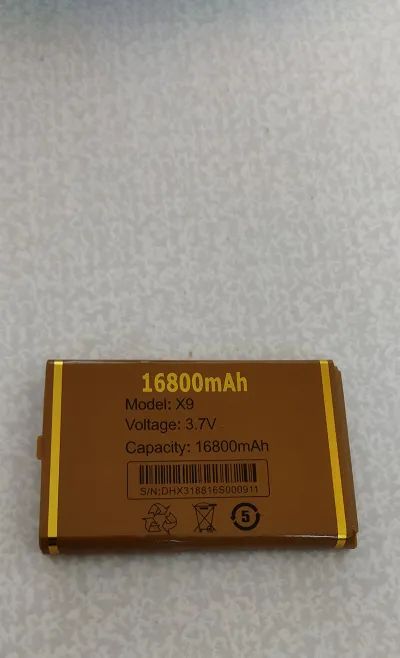 16800mAh
Model: X9
Voltage: 3.7V
Capacity: 16800mAh
S/N:DHX318816S000911
5